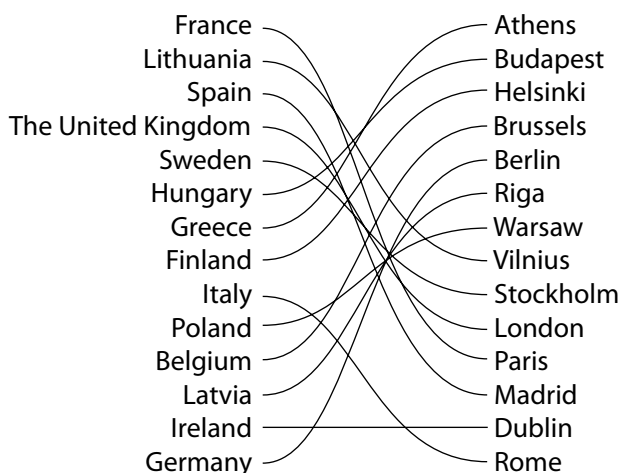 France
Lithuania
Spain
The United Kingdom
Sweden
Hungary
Greece
Finland
Italy
Poland
Belgium
Latvia
Ireland
Germany
Athens
Budapest
Helsinki
Brussels
Berlin
Riga
Warsaw
Vilnius
Stockholm
London
Paris
Madrid
Dublin
Rome